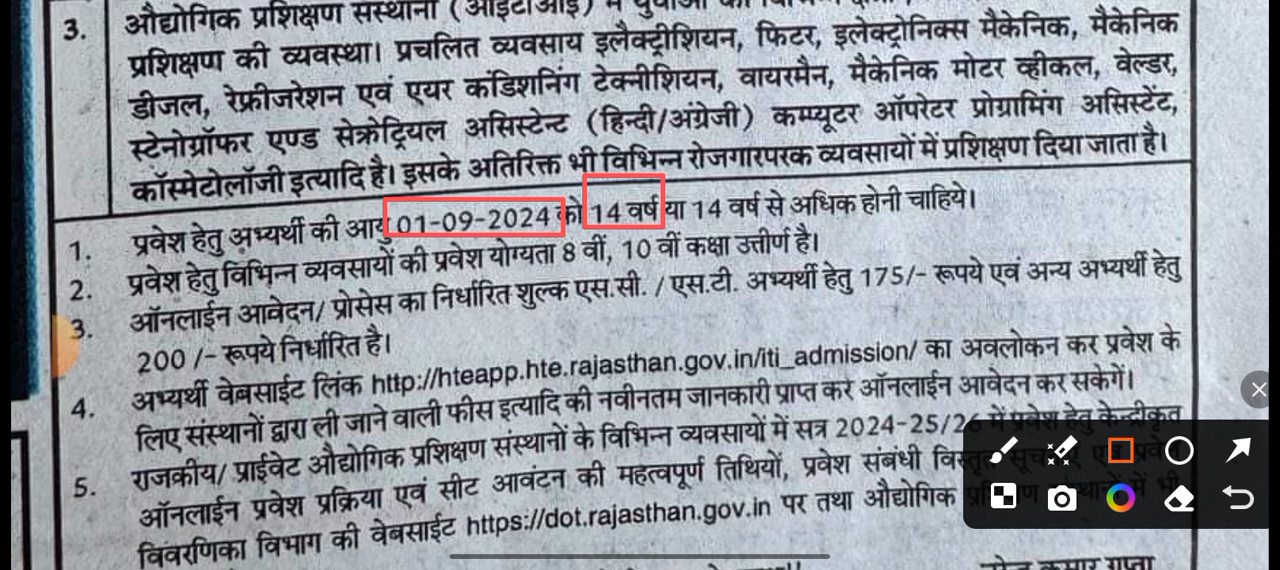 3. औद्योगिक प्रशिक्षण संस्थानों (आईटीआई) में युवाओं को
प्रशिक्षण की व्यवस्था। प्रचलित व्यवसाय इलैक्ट्रीशियन, फिटर, इलेक्ट्रोनिक्स मैकेनिक, मैकेनिक
डीजल, रेफ्रीजरेशन एवं एयर कंडिशनिंग टेक्नीशियन, वायरमैन, मैकेनिक मोटर व्हीकल, वेल्डर,
स्टेनोग्रॉफर एण्ड सेक्रेट्रियल असिस्टेन्ट (हिन्दी/अंग्रेजी) कम्प्यूटर ऑपरेटर प्रोग्रामिंग असिस्टेंट,
कॉस्मेटोलॉजी इत्यादि है। इसके अतिरिक्त भी विभिन्न रोजगारपरक व्यवसायों में प्रशिक्षण दिया जाता है।
1. प्रवेश हेतु अभ्यर्थी की आयु 01-09-2024 को 14 वर्ष या 14 वर्ष से अधिक होनी चाहिये।
2. प्रवेश हेतु विभिन्न व्यवसायों की प्रवेश योग्यता 8 वीं, 10 वीं कक्षा उत्तीर्ण है।
3. ऑनलाईन आवेदन/ प्रोसेस का निर्धारित शुल्क एस.सी. / एस.टी. अभ्यर्थी हेतु 175/- रूपये एवं अन्य अभ्यर्थी हेतु
200 /- रूपये निर्धारित है।
4. अभ्यर्थी वेबसाईट लिंक http://hteapp.hte.rajasthan.gov.in/iti_admission/ का अवलोकन कर प्रवेश के
लिए संस्थानों द्वारा ली जाने वाली फीस इत्यादि की नवीनतम जानकारी प्राप्त कर ऑनलाईन आवेदन कर सकेगें।
5. राजकीय/ प्राईवेट औद्योगिक प्रशिक्षण संस्थानों के विभिन्न व्यवसायों में सत्र 2024-25/26 में प्रवेश हेतु केन्द्रीकृत
ऑनलाईन प्रवेश प्रक्रिया एवं सीट आवंटन की महत्वपूर्ण तिथियों, प्रवेश संबंधी विस्तृत सूचना एवं प्रवेश
विवरणिका विभाग की वेबसाईट https://dot.rajasthan.gov.in पर तथा औद्योगिक प्रशिक्षण संस्थानों में भी
कुमार गुप्ता